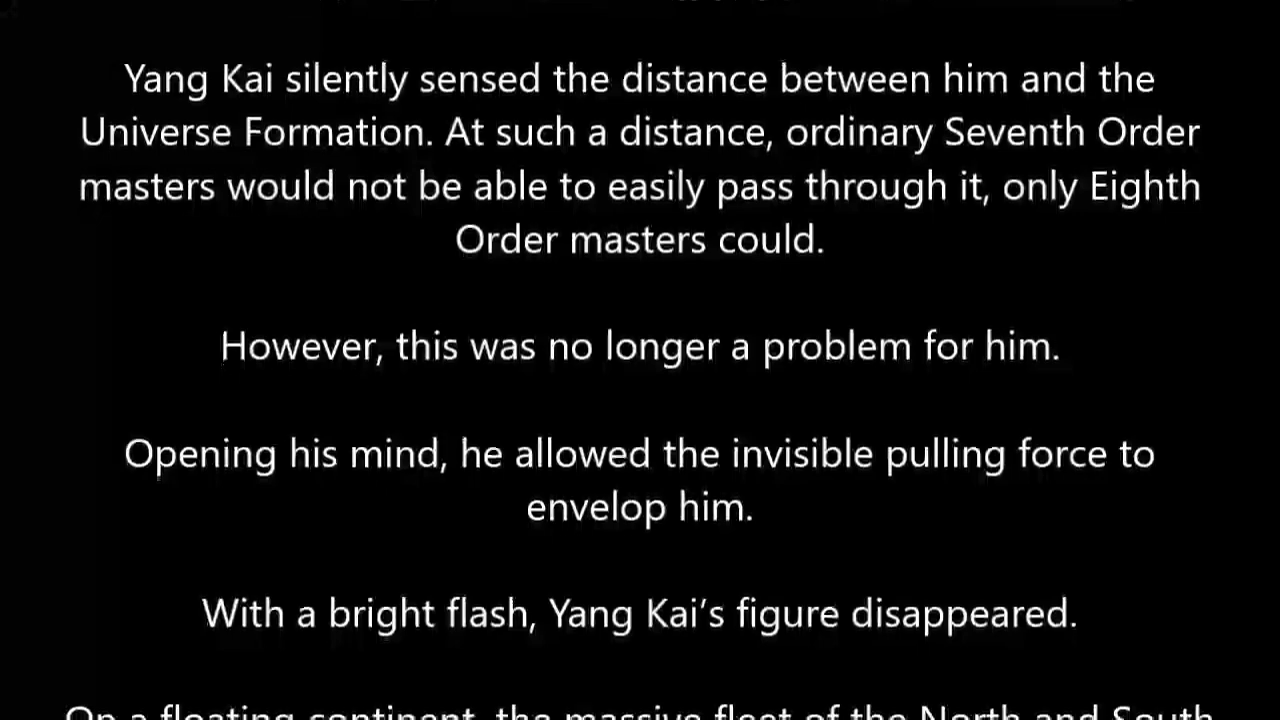 Yang Kai silently sensed the distance between him and the
Universe Formation. At such a distance, ordinary Seventh Order
masters would not be able to easily pass through it, only Eighth
Order masters could.
However, this was no longer a problem for him.
Opening his mind, he allowed the invisible pulling force to
envelop him.
With a bright flash, Yang Kai’s figure disappeared.
On a floating continent, the massive fleet of the North and South